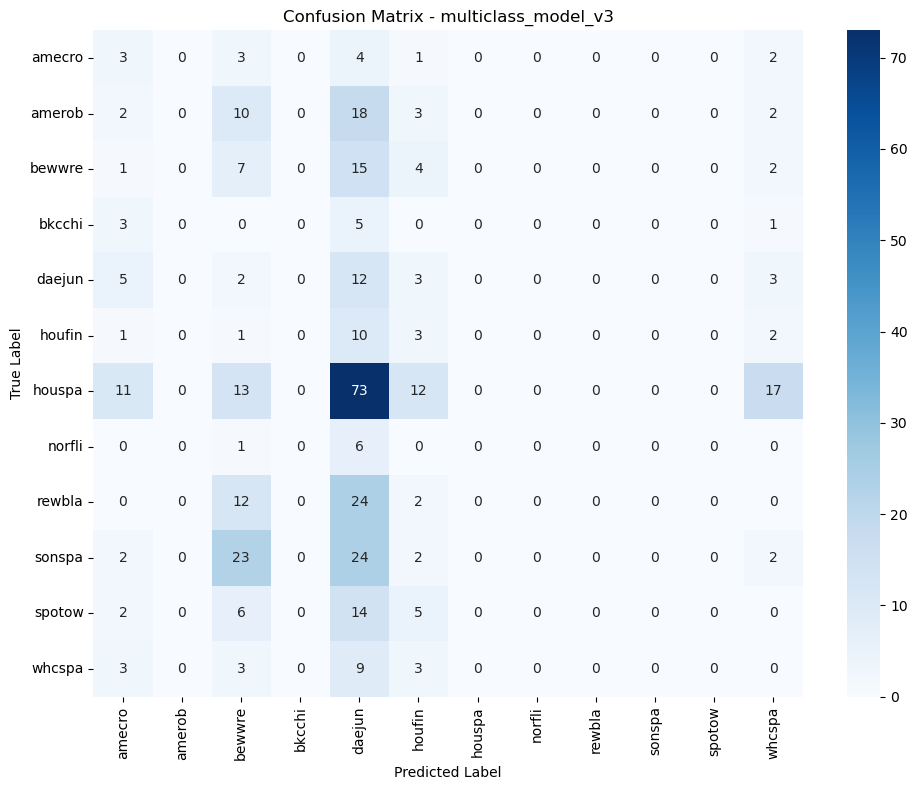 Confusion Matrix - multiclass_model_v3
True Label
amecro 3 0 3 0 4 1 0 0 0 0 0 2
amerob 2 0 10 0 18 3 0 0 0 0 0 2
bewwre 1 0 7 0 15 4 0 0 0 0 0 2
bkcchi 3 0 0 0 5 0 0 0 0 0 0 1
daejun 5 0 2 0 12 3 0 0 0 0 0 3
houfin 1 0 1 0 10 3 0 0 0 0 0 2
houspa 11 0 13 0 73 12 0 0 0 0 0 17
norfli 0 0 1 0 6 0 0 0 0 0 0 0
rewbla 0 0 12 0 24 2 0 0 0 0 0 0
sonspa 2 0 23 0 24 2 0 0 0 0 0 2
spotow 2 0 6 0 14 5 0 0 0 0 0 0
whcspa 3 0 3 0 9 3 0 0 0 0 0 0
amecro amerob bewwre bkcchi daejun houfin houspa norfli rewbla sonspa spotow whcspa
Predicted Label
70
60
50
40
30
20
10
0